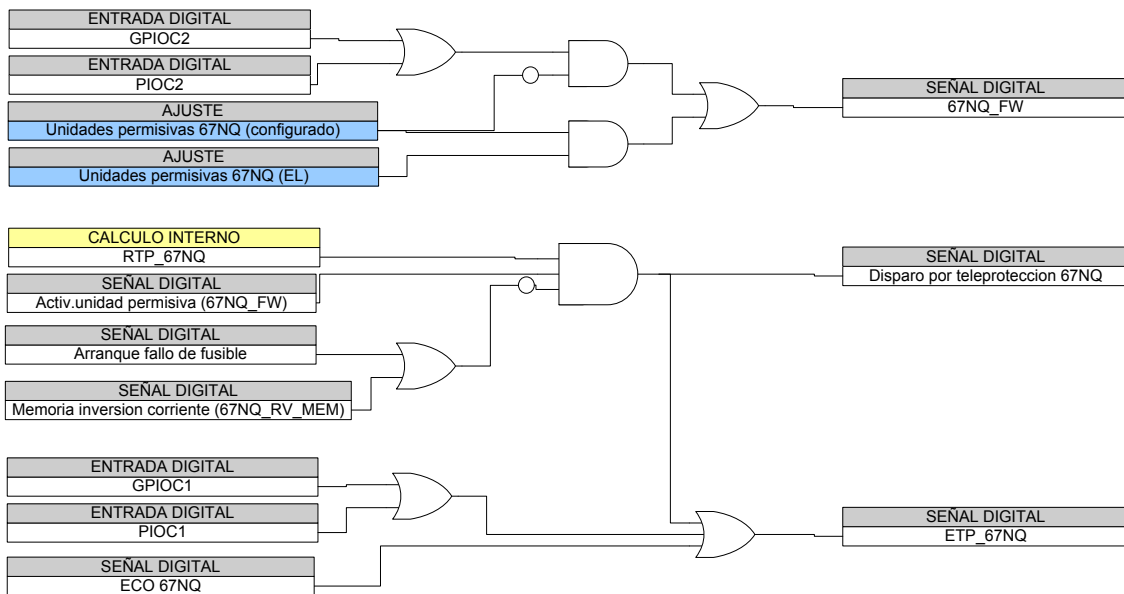 ENTRADA DIGITAL
GPIOC2
ENTRADA DIGITAL
PIOC2
AJUSTE
Unidades permisivas 67NQ (configurado)
AJUSTE
Unidades permisivas 67NQ (EL)
SEÑAL DIGITAL
67NQ_FW
CALCULO INTERNO
RTP_67NQ
SEÑAL DIGITAL
Activ.unidad permisiva (67NQ_FW)
SEÑAL DIGITAL
Arranque fallo de fusible
SEÑAL DIGITAL
Memoria inversion corriente (67NQ_RV_MEM)
SEÑAL DIGITAL
Disparo por teleproteccion 67NQ
ENTRADA DIGITAL
GPIOC1
ENTRADA DIGITAL
PIOC1
SEÑAL DIGITAL
ECO 67NQ
SEÑAL DIGITAL
ETP_67NQ